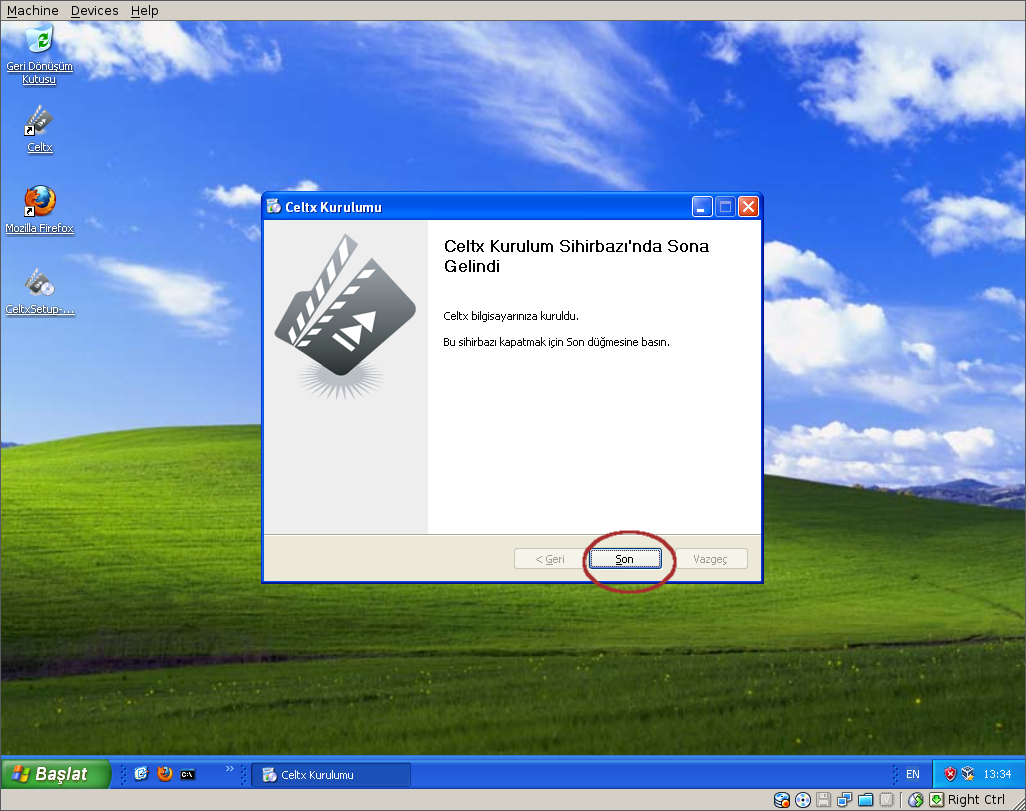 Machine Devices Help
Geri Dönüşüm
Kutusu
Celtx
Mozilla Firefox
CeltxSetup-...
Celtx Kurulumu
Celtx Kurulum Sihirbazı'nda Sona
Gelindi
Celtx bilgisayarınıza kuruldu.
Bu sihirbazı kapatmak için Son düğmesine basın.
< Geri Son Vazgeç
Başlat C:\ » Celtx Kurulumu EN 13:34
Right Ctrl